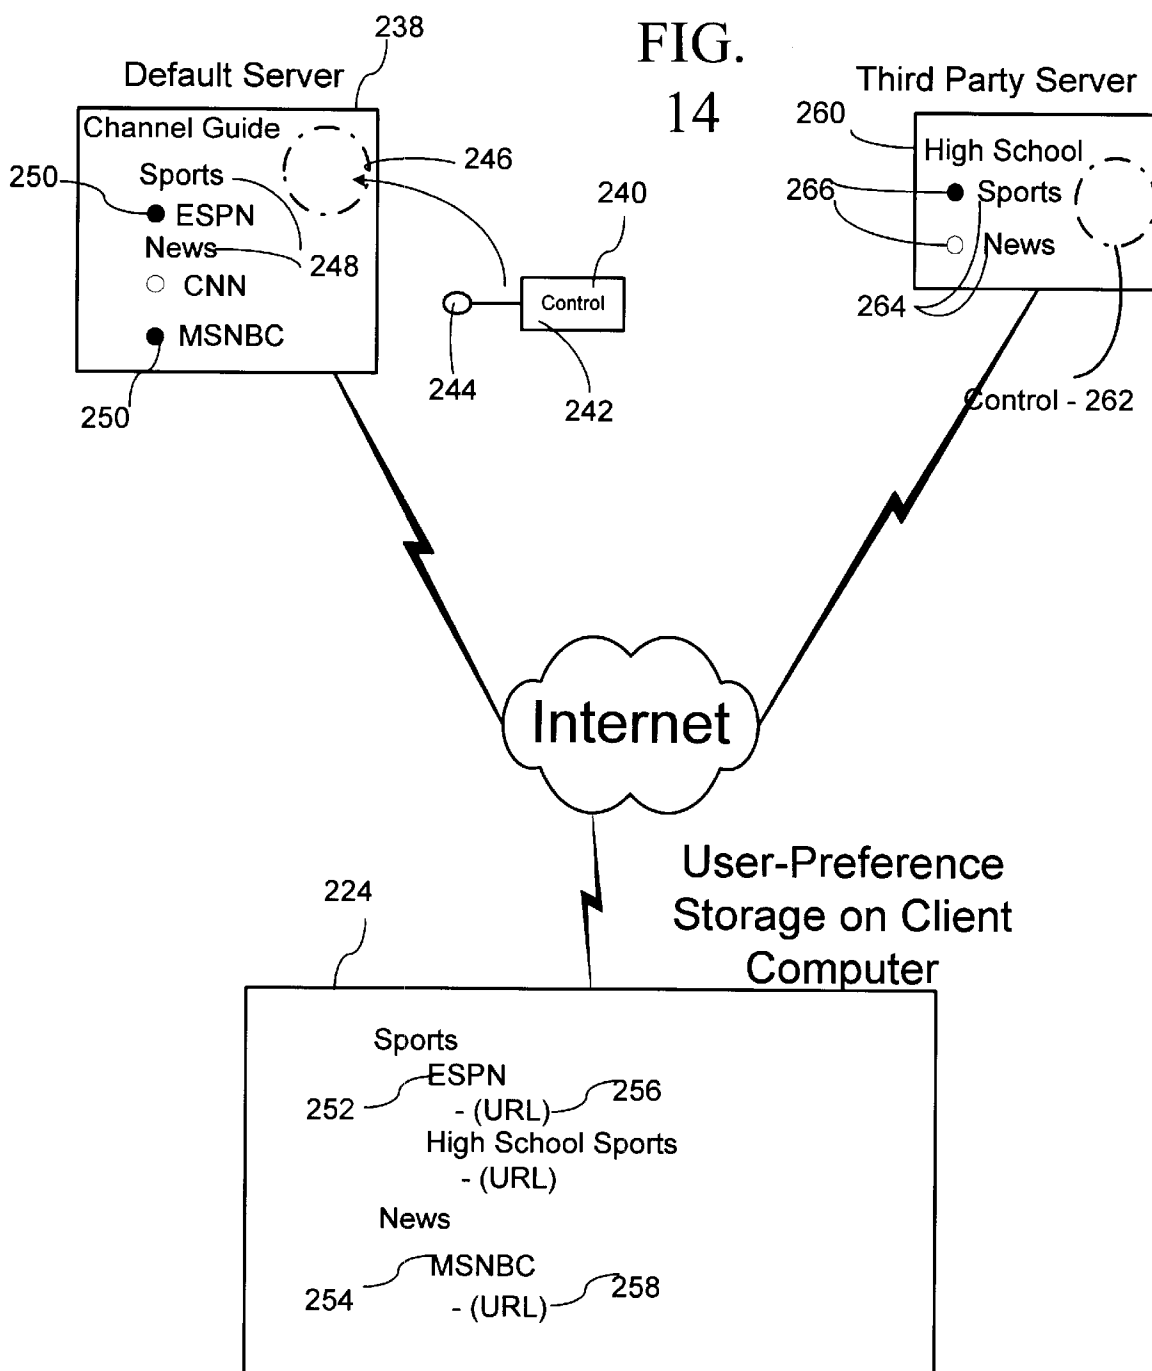 FIG.
14
238
Default Server
Channel Guide
246
250
Sports
ESPN
News
248
CNN
MSNBC
250
240
Control
244
242
Third Party Server
260
High School
266
Sports
News
264
Control - 262
Internet
User-Preference
Storage on Client
Computer
224
Sports
ESPN
252
- (URL)
256
High School Sports
- (URL)
News
MSNBC
254
- (URL)
258